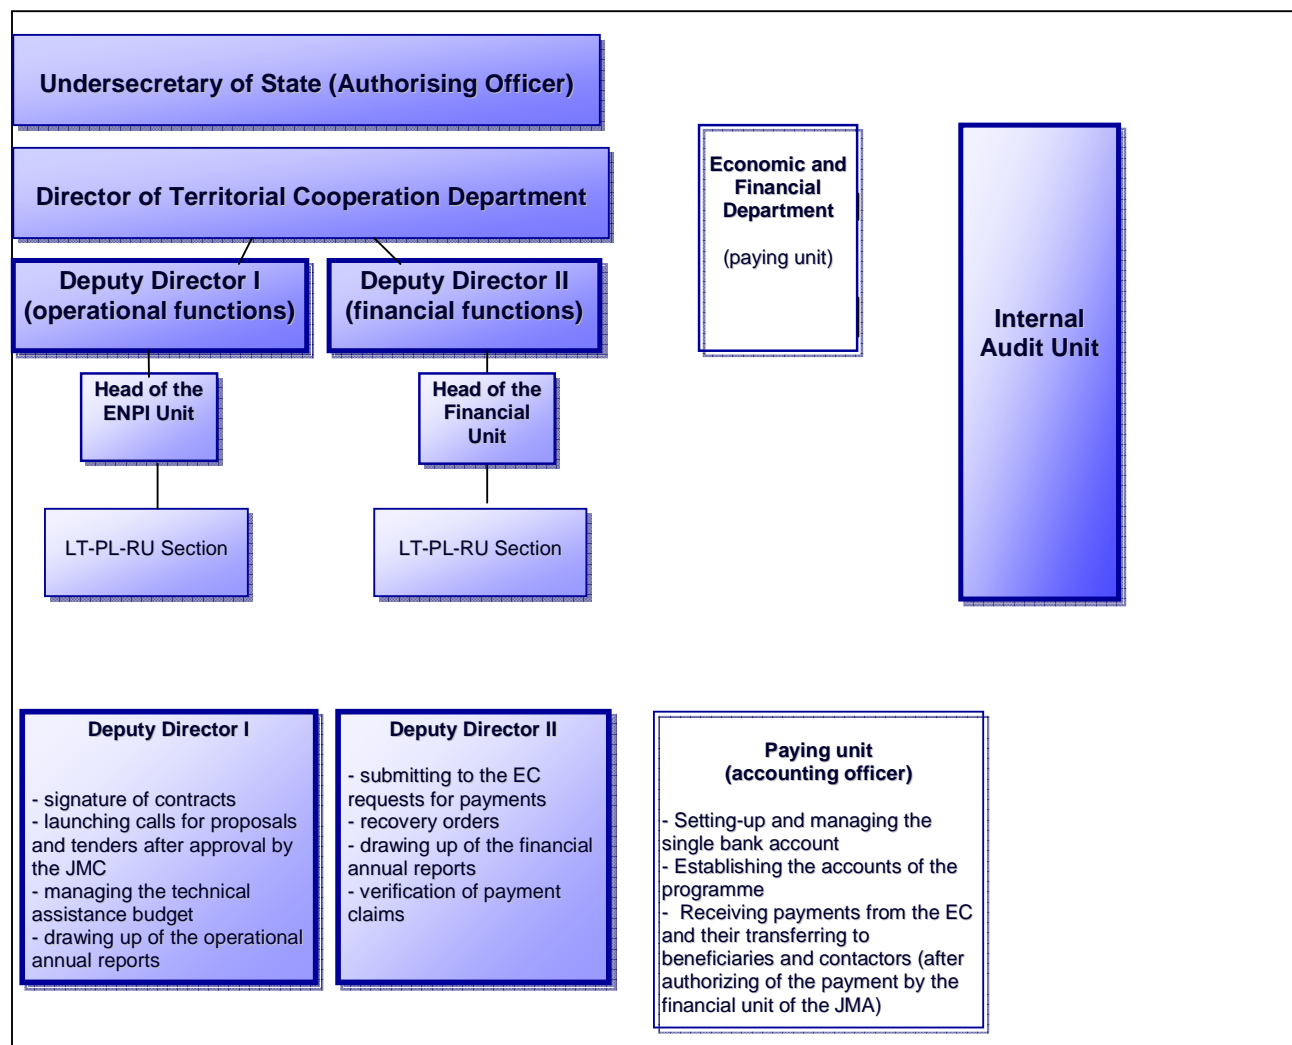 Undersecretary of State (Authorising Officer)
Director of Territorial Cooperation Department
Deputy Director I
(operational functions)
Deputy Director II
(financial functions)
Head of the
ENPI Unit
Head of the
Financial
Unit
LT-PL-RU Section
LT-PL-RU Section
Economic and
Financial
Department
(paying unit)
Internal
Audit Unit
Deputy Director I
- signature of contracts
- launching calls for proposals
and tenders after approval by
the JMC
- managing the technical
assistance budget
- drawing up of the operational
annual reports
Deputy Director II
- submitting to the EC
requests for payments
- recovery orders
- drawing up of the financial
annual reports
- verification of payment
claims
Paying unit
(accounting officer)
- Setting-up and managing the
single bank account
- Establishing the accounts of the
programme
- Receiving payments from the EC
and their transferring to
beneficiaries and contactors (after
authorizing of the payment by the
financial unit of the JMA)